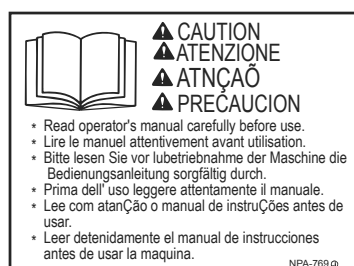 CAUTION
ATENZIONE
ATNÇAÕ
PRECAUCION
* Read operator's manual carefully before use.
* Lire le manuel attentivement avant utilisation.
* Bitte lesen Sie vor lubetriebnahme der Maschine die
Bedienungsanleitung sorgfältig durch.
* Prima dell' uso leggere attentamente il manuale.
* Lee com atanÇão o manual de instruÇões antes de
usar.
* Leer detenidamente el manual de instrucciones
antes de usar la maquina.
NPA-769